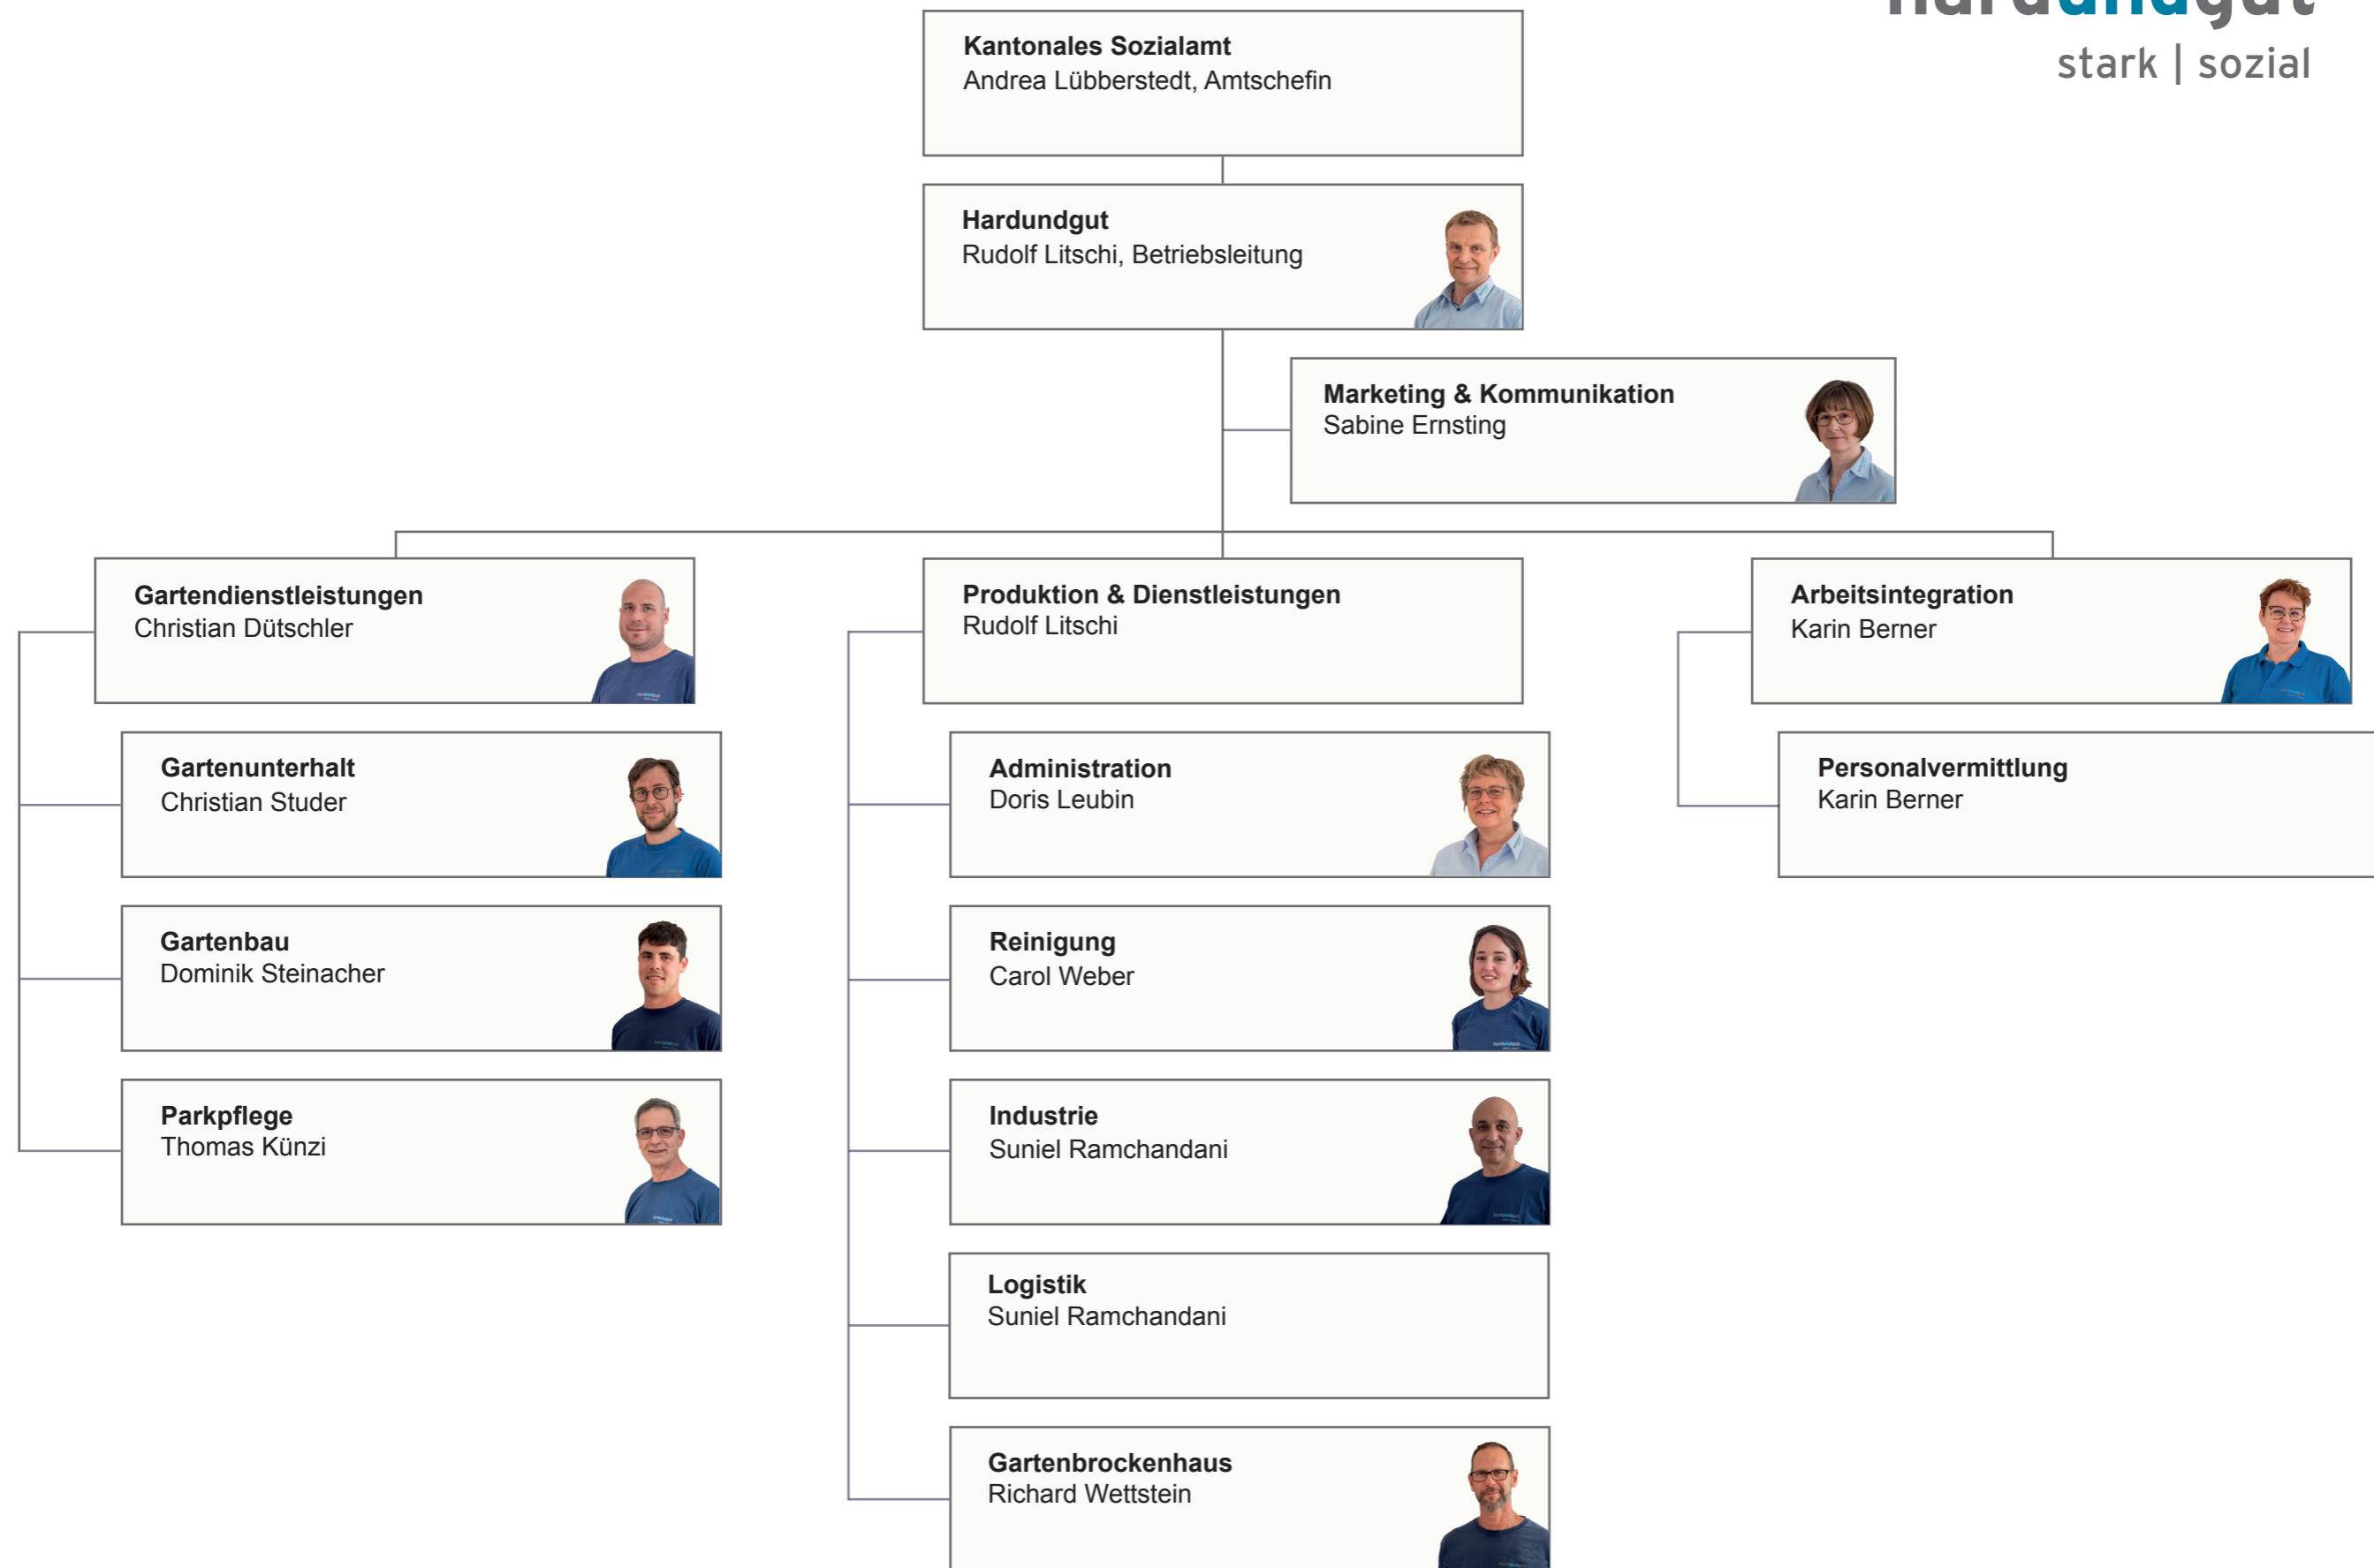 hardundgut
stark | sozial
Kantonales Sozialamt
Andrea Lübberstedt, Amtschefin
Hardundgut
Rudolf Litschi, Betriebsleitung
Marketing & Kommunikation
Sabine Ernsting
Gartendienstleistungen
Christian Dütschler
Gartenunterhalt
Christian Studer
Gartenbau
Dominik Steinacher
Parkpflege
Thomas Künzi
Produktion & Dienstleistungen
Rudolf Litschi
Administration
Doris Leubin
Reinigung
Carol Weber
Industrie
Suniel Ramchandani
Logistik
Suniel Ramchandani
Gartenbrockenhaus
Richard Wettstein
Arbeitsintegration
Karin Berner
Personalvermittlung
Karin Berner